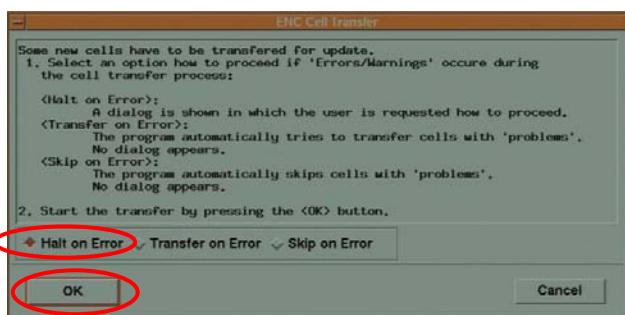 ENC Cell Transfer
Some new cells have to be transfered for update.
1. Select an option how to proceed if 'Errors/Warnings' occure during
the cell transfer process:
<Halt on Error>:
A dialog is shown in which the user is requested how to proceed.
<Transfer on Error>:
The program automatically tries to transfer cells with 'problems'.
No dialog appears.
<Skip on Error>:
The program automatically skips cells with 'problems'.
No dialog appears.
2. Start the transfer by pressing the <OK> button.
Halt on Error Transfer on Error Skip on Error
OK Cancel